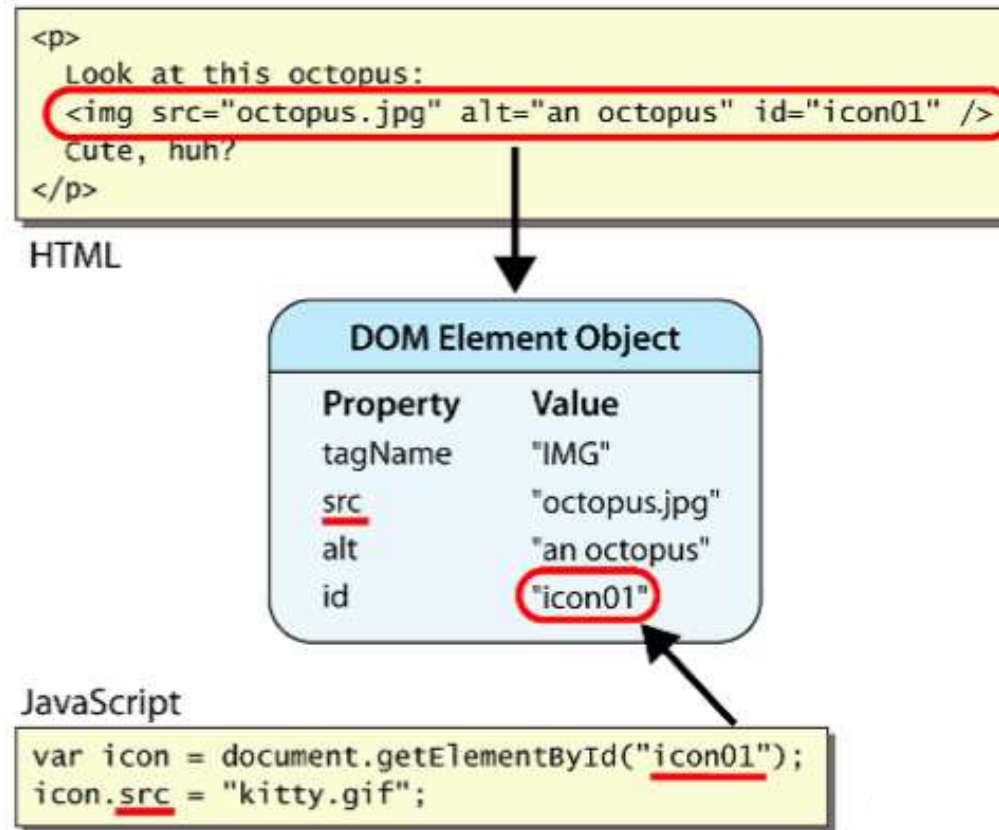 <p>
Look at this octopus:
<img src="octopus.jpg" alt="an octopus" id="icon01" />
Cute, huh?
</p>
HTML
DOM Element Object
Property Value
tagName "IMG"
src "octopus.jpg"
alt "an octopus"
id "icon01"
JavaScript
var icon = document.getElementById("icon01");
icon.src = "kitty.gif";